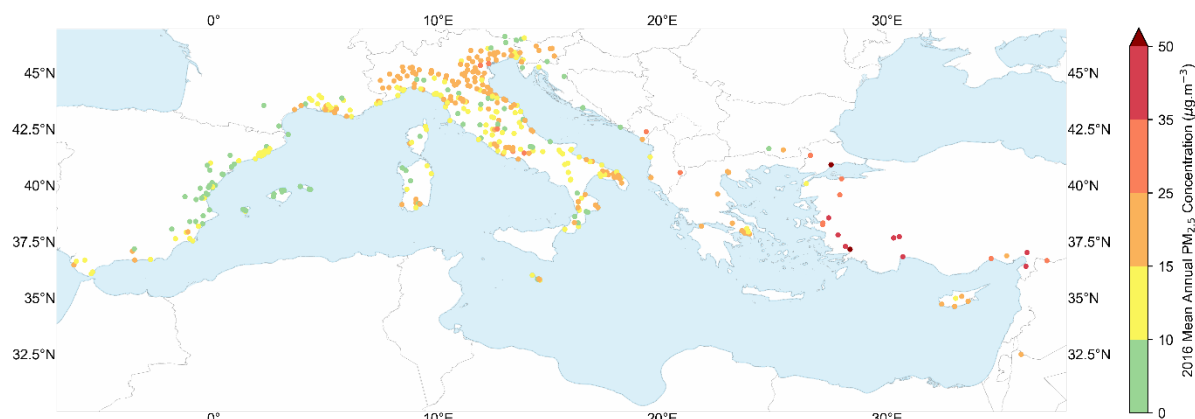 0° 10°E 20°E 30°E
45°N 45°N
42.5°N 42.5°N
40°N 40°N
37.5°N 37.5°N
35°N 35°N
32.5°N 32.5°N
0° 10°E 20°E 30°E
50
35
25
15
10
0
2016 Mean Annual PM2.5 Concentration (μg.m−3)